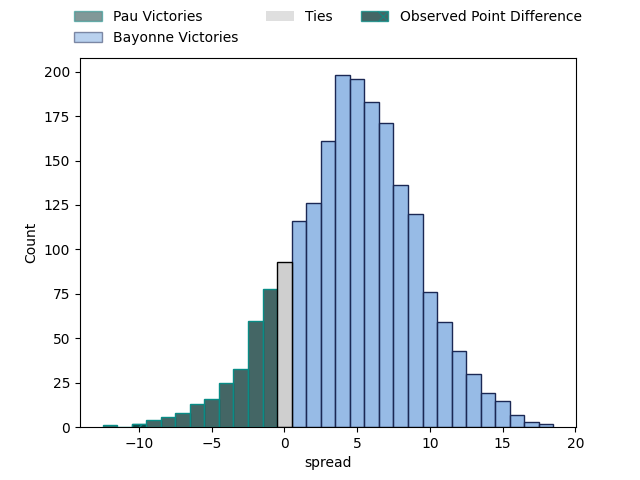 Pau Victories
Bayonne Victories
Ties
Observed Point Difference
200
175
150
125
100
75
50
25
0
Count
−10 −5 0 5 10 15 20
spread